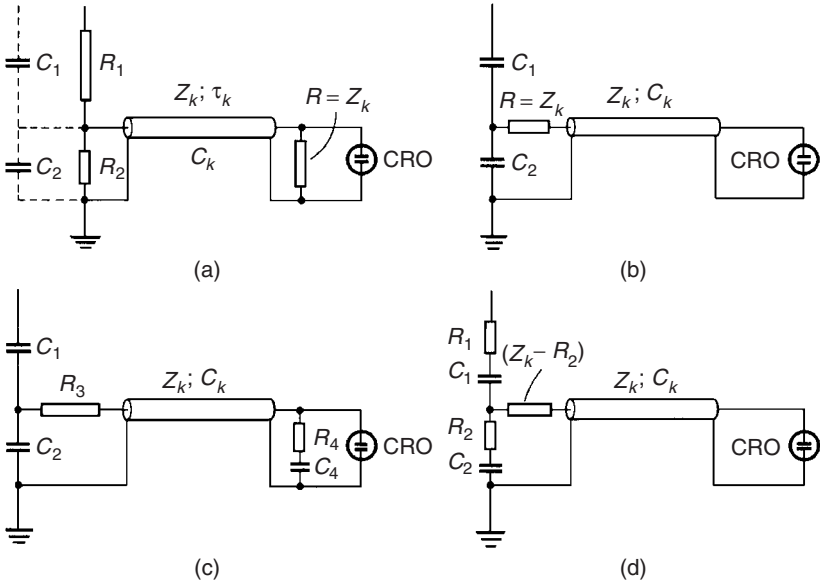 C₁
R₁
Zₖ; τₖ
R = Zₖ
C₂
R₂
Cₖ
CRO
(a)
C₁
R = Zₖ
Zₖ; Cₖ
C₂
CRO
(b)
C₁
R₃
Zₖ; Cₖ
C₂
R₄
C₄
CRO
(c)
R₁
(Zₖ – R₂)
C₁
Zₖ; Cₖ
R₂
C₂
CRO
(d)